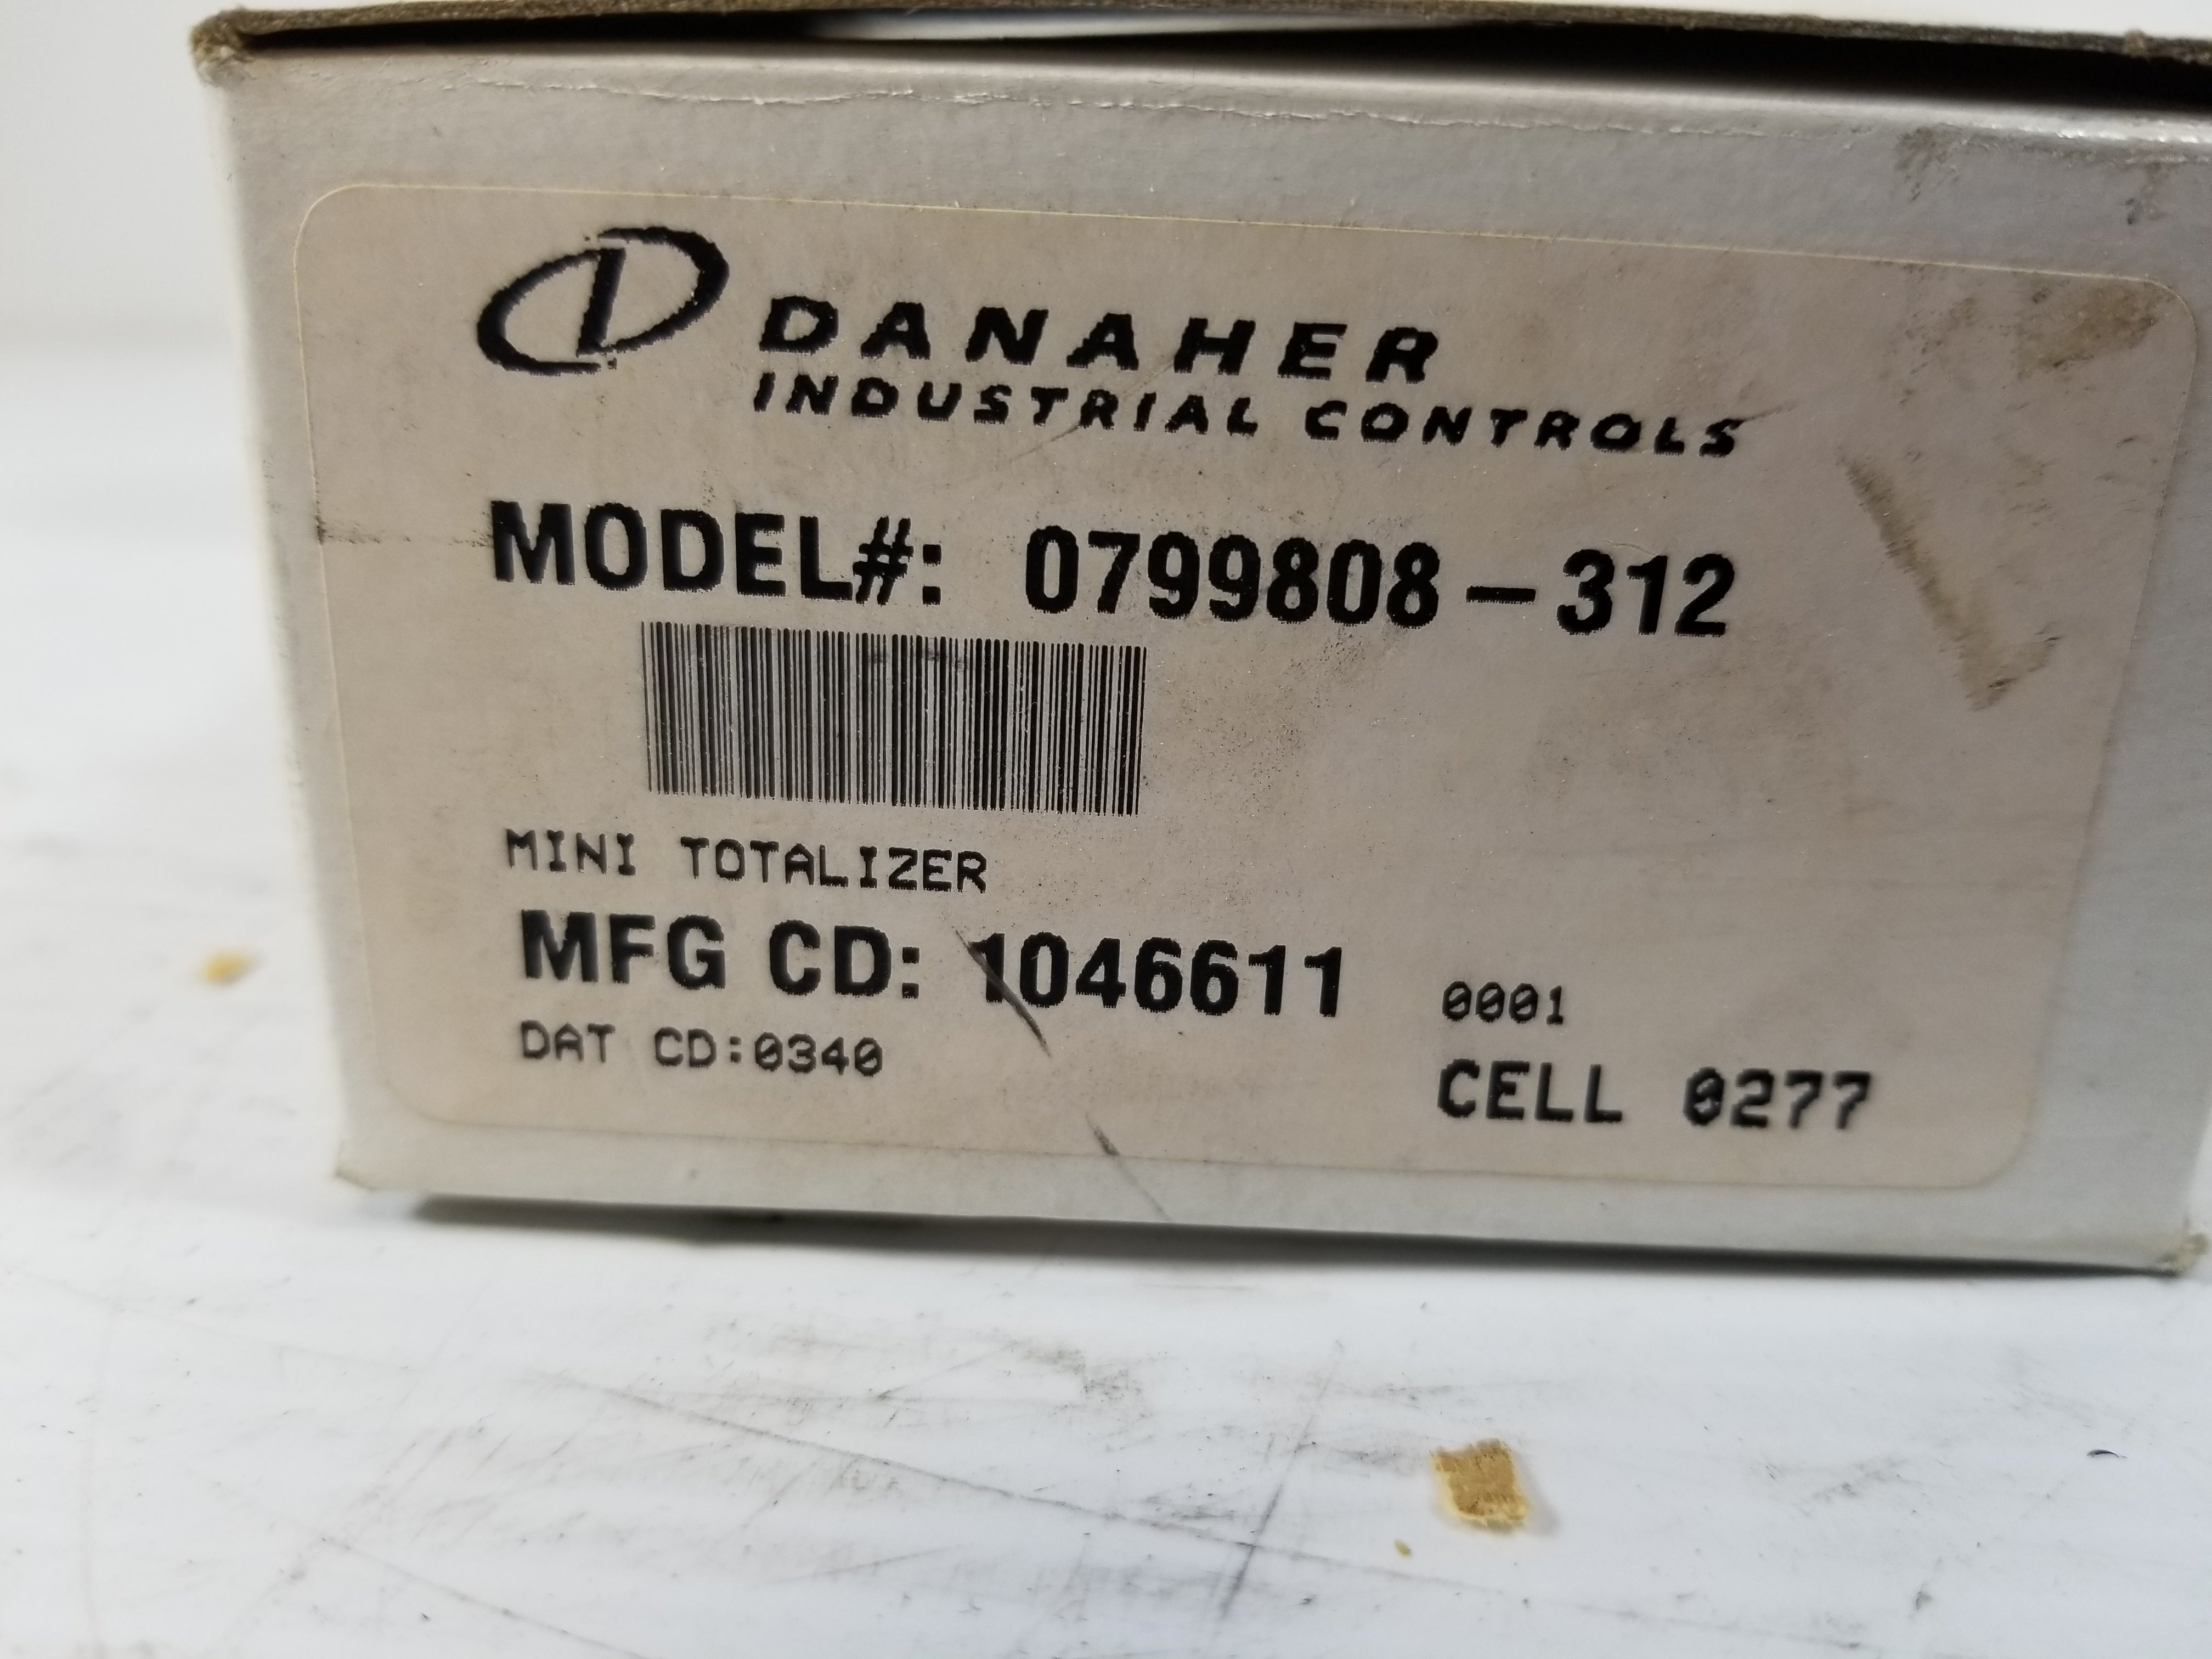 DANAHER
INDUSTRIAL CONTROLS
MODEL#: 0799808-312
MINI TOTALIZER
MFG CD: 1046611 0001
DAT CD:0340
CELL 0277